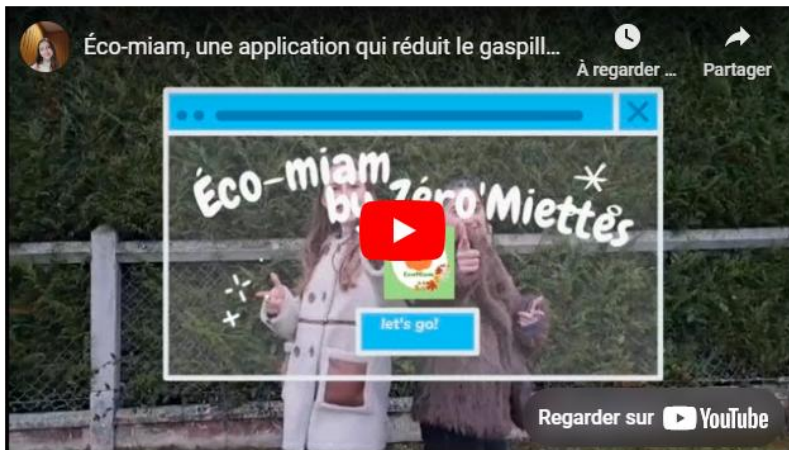 Éco-miam, une application qui réduit le gaspill...
À regarder ...
Partager
Éco-miam
by Zéro'Miettes
EcoMiam
let's go!
Regarder sur YouTube